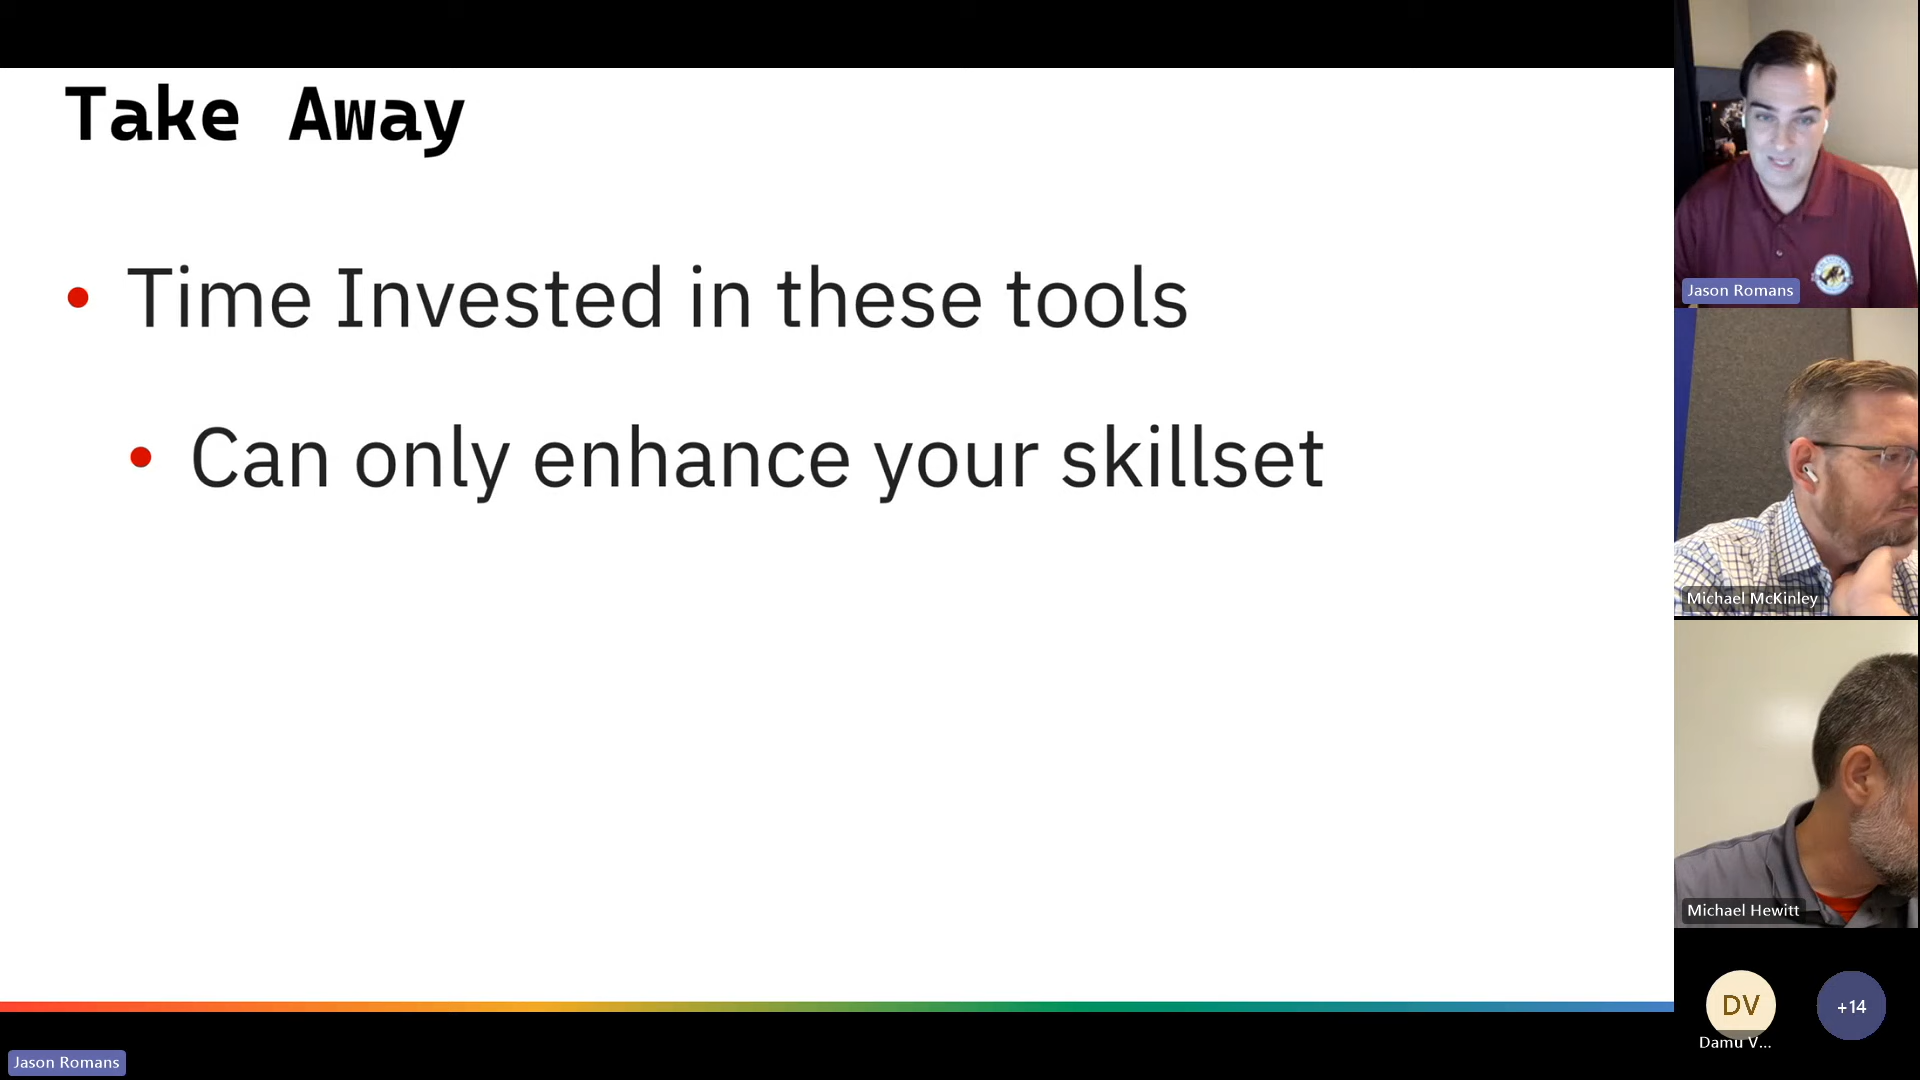 Take Away
Time Invested in these tools
Can only enhance your skillset
Jason Romans
Michael McKinley
Michael Hewitt
DV
Damu V...
+14
Jason Romans